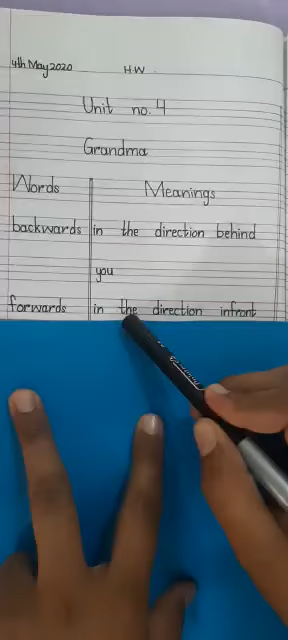 4th May 2020 HW.
Unit no. 4
Grandma
Words Meanings
backwards in the direction behind
you
forwards in the direction infront